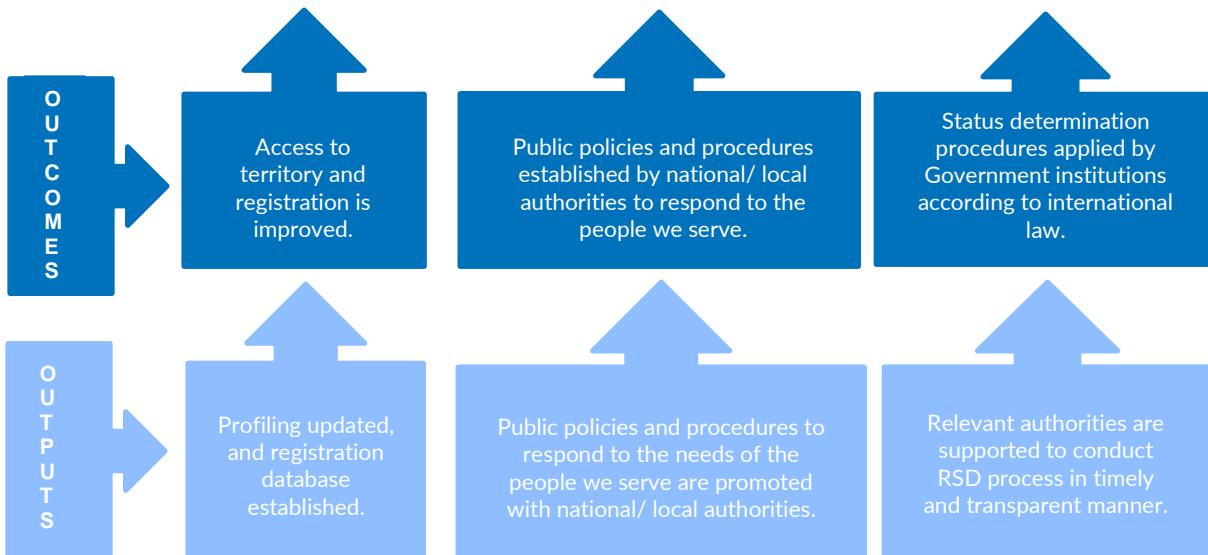 OUTCOMES
Access to
territory and
registration is
improved.
Public policies and procedures
established by national/ local
authorities to respond to the
people we serve.
Status determination
procedures applied by
Government institutions
according to international
law.
OUTPUTS
Profiling updated,
and registration
database
established.
Public policies and procedures to
respond to the needs of the
people we serve are promoted
with national/ local authorities.
Relevant authorities are
supported to conduct
RSD process in timely
and transparent manner.